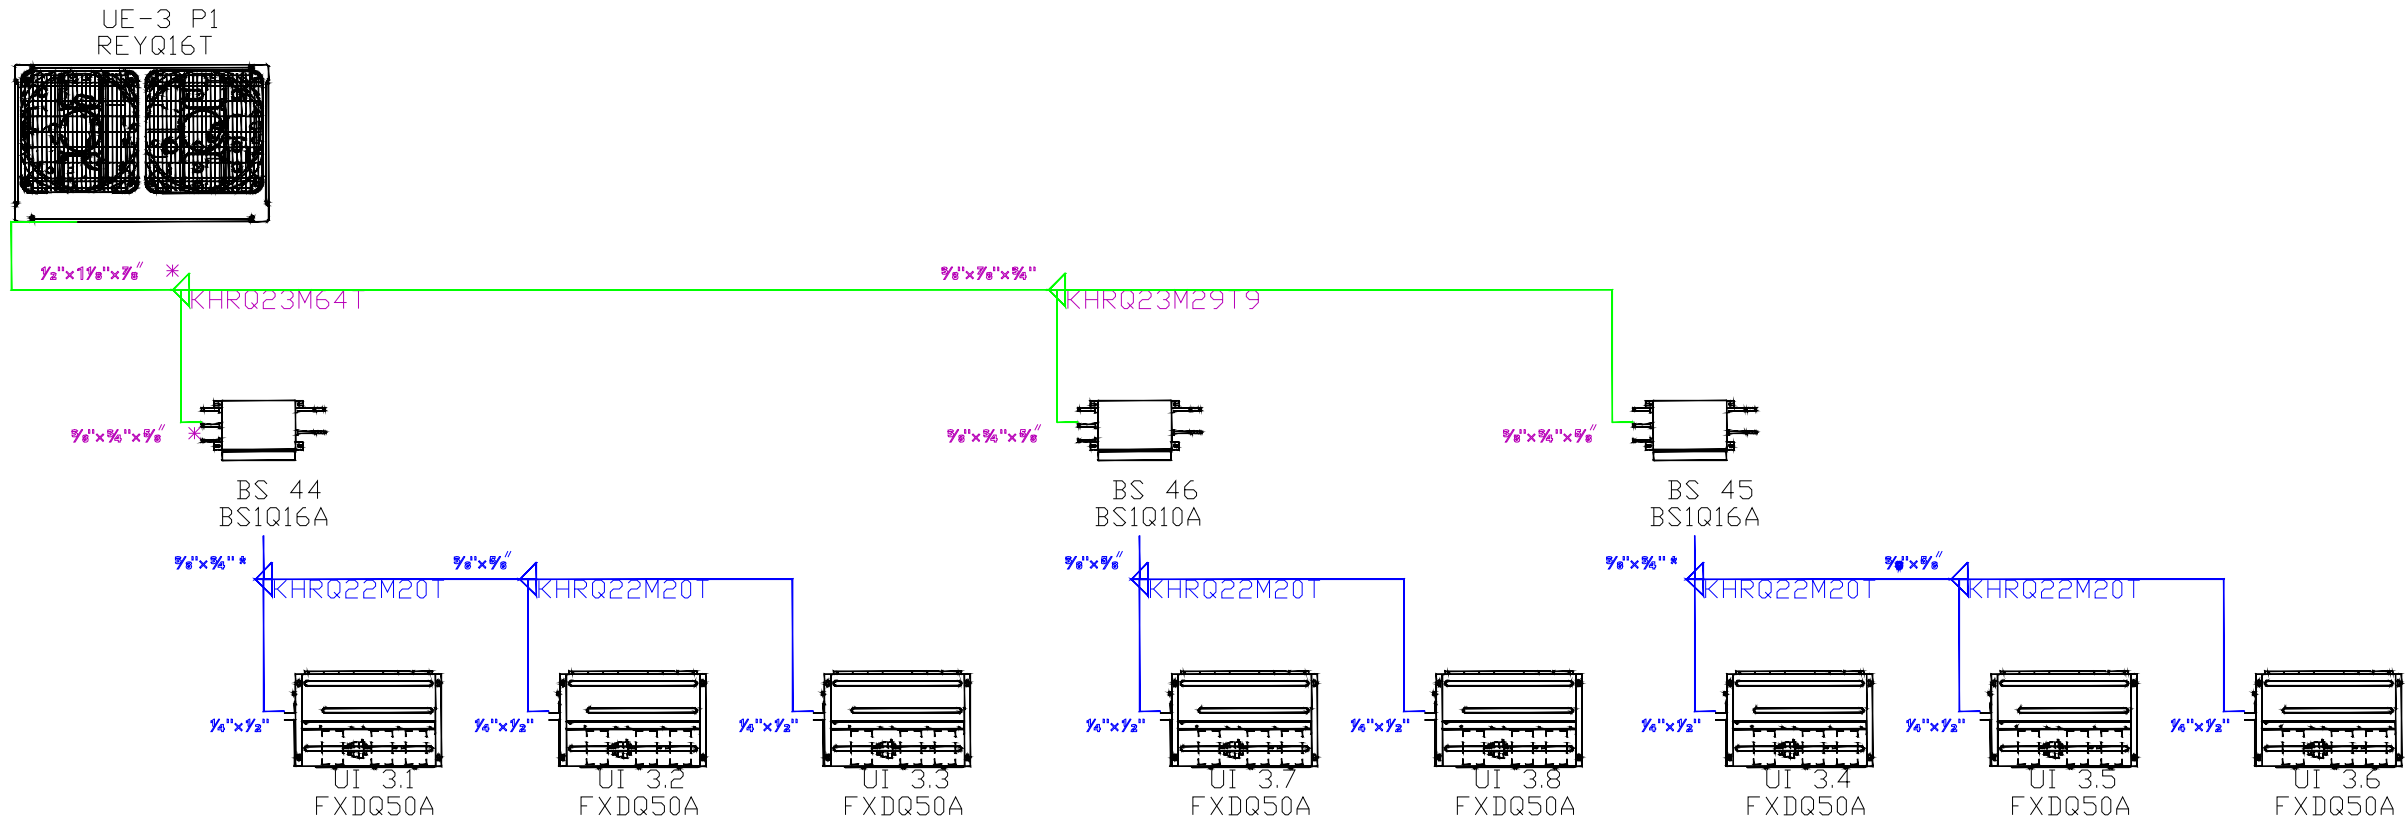 UE-3 P1
REYQ16T
1/2"x1 1/8"x7/8" *
3/8"x7/8"x3/4"
KHRQ23M64T
KHRQ23M29T9
3/8"x3/4"x5/8" *
3/8"x3/4"x5/8"
3/8"x3/4"x5/8"
BS 44
BS1Q16A
BS 46
BS1Q10A
BS 45
BS1Q16A
3/8"x3/4" *
3/8"x5/8"
3/8"x5/8"
3/8"x3/4" *
3/8"x5/8"
KHRQ22M20T
KHRQ22M20T
KHRQ22M20T
KHRQ22M20T
KHRQ22M20T
1/4"x1/2"
1/4"x1/2"
1/4"x1/2"
1/4"x1/2"
1/4"x1/2"
1/4"x1/2"
1/4"x1/2"
1/4"x1/2"
UI 3.1
FXDQ50A
UI 3.2
FXDQ50A
UI 3.3
FXDQ50A
UI 3.7
FXDQ50A
UI 3.8
FXDQ50A
UI 3.4
FXDQ50A
UI 3.5
FXDQ50A
UI 3.6
FXDQ50A